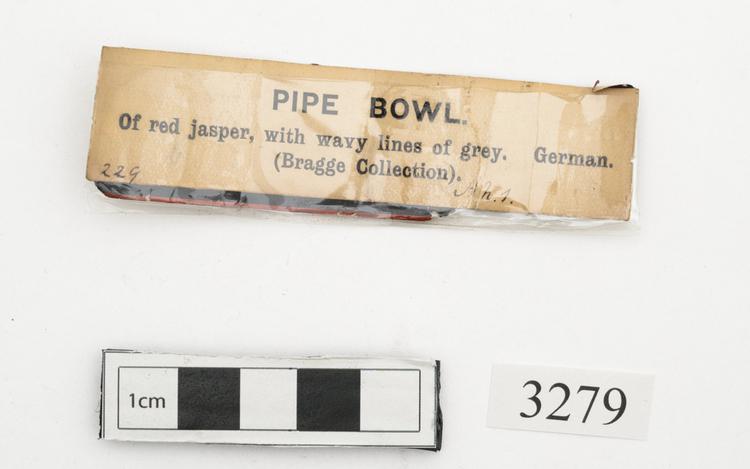 PIPE BOWL.
Of red jasper, with wavy lines of grey. German.
(Bragge Collection).
229
1cm
3279